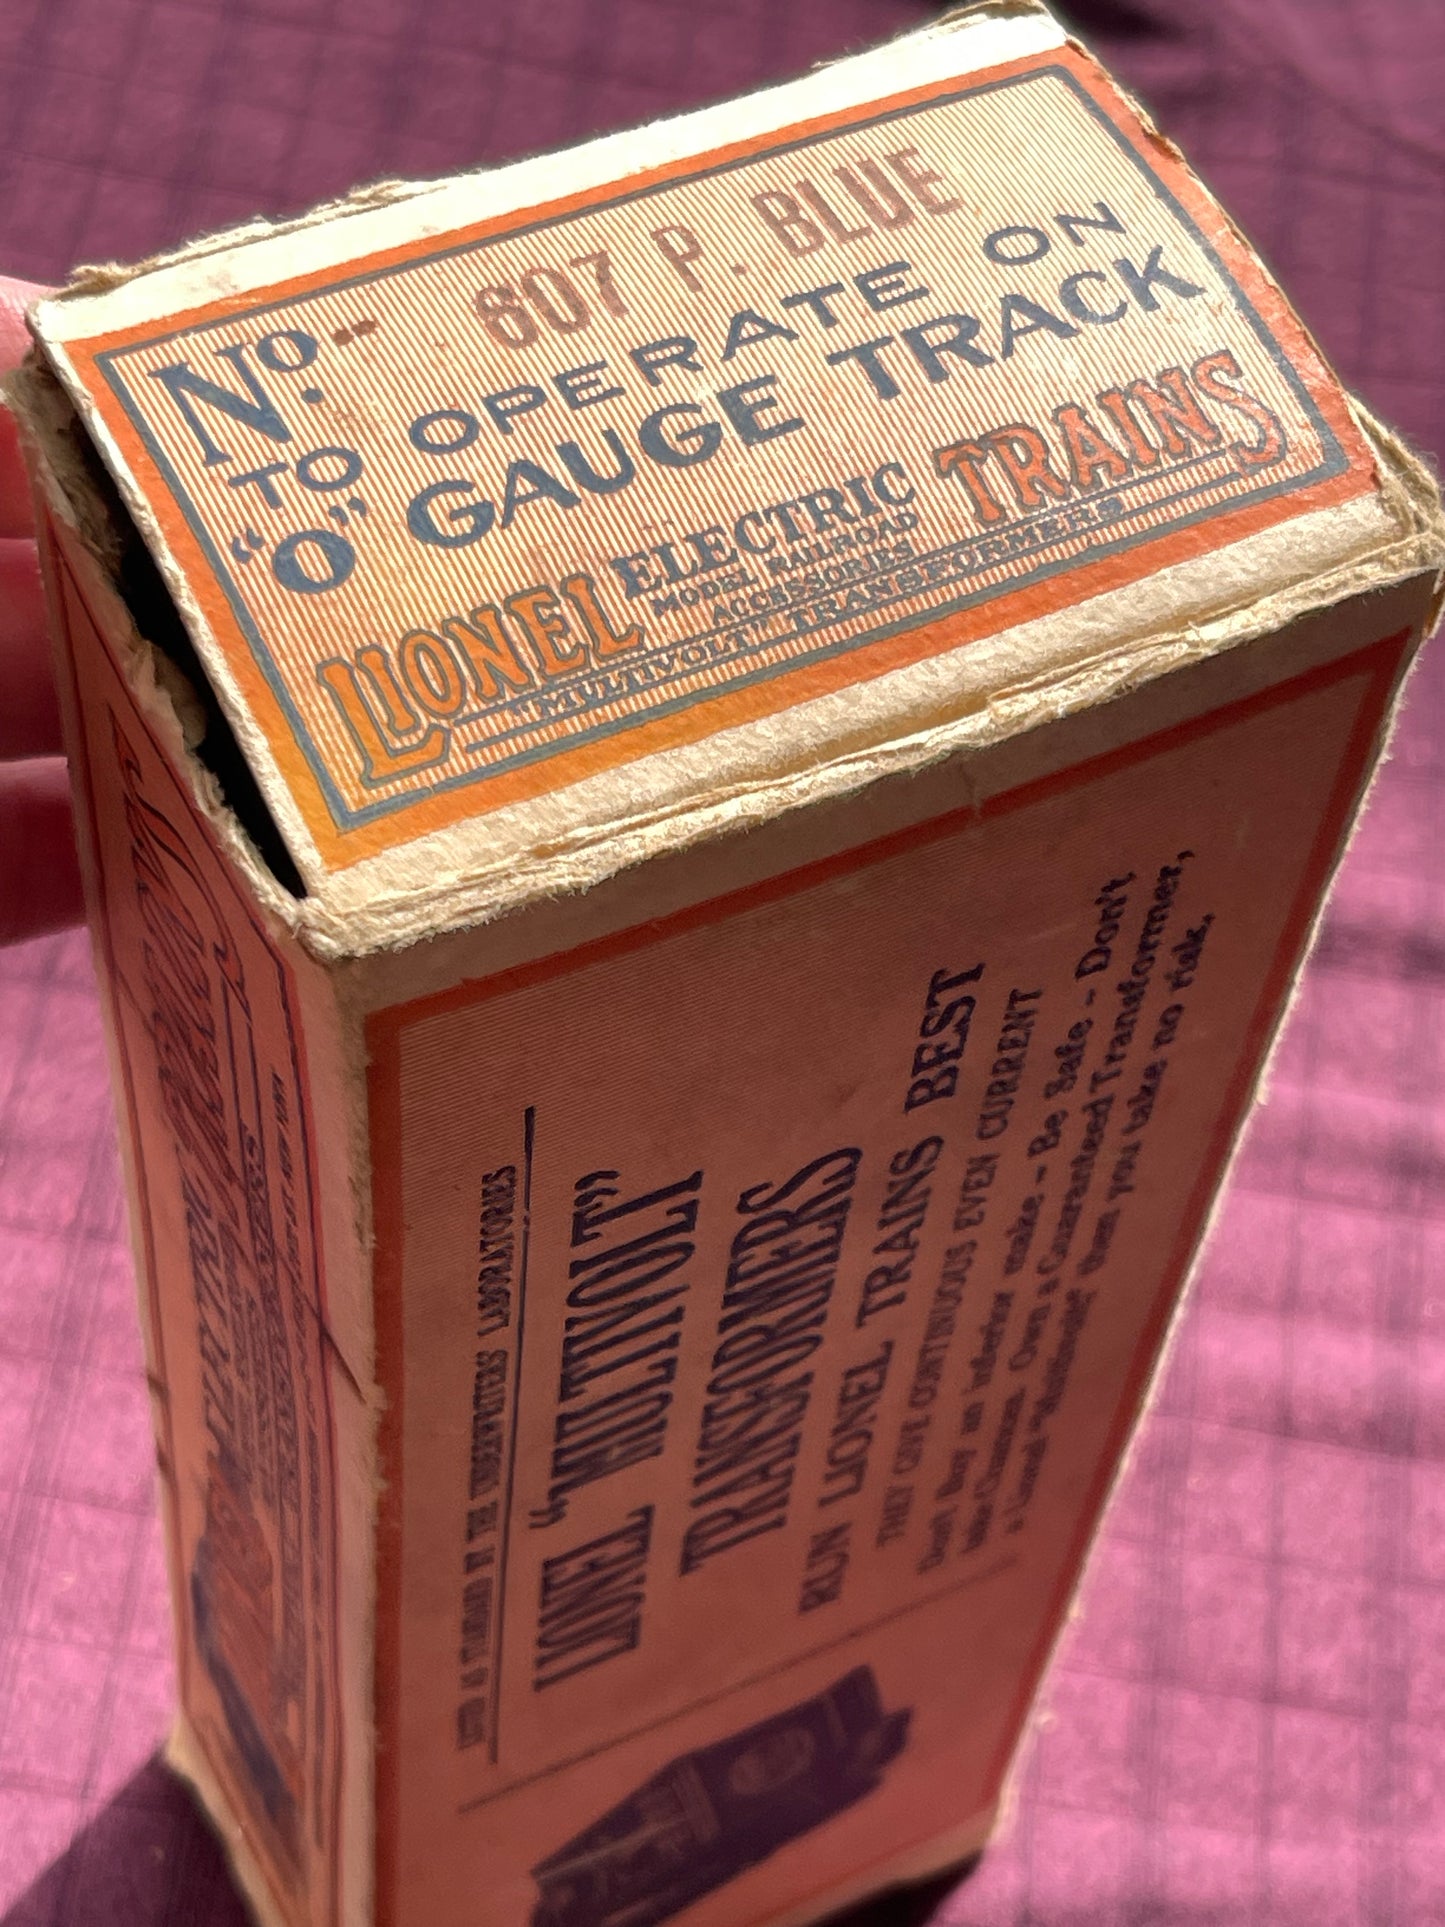 No. 607 P. BLUE
TO OPERATE ON
"O" GAUGE TRACK
LIONEL ELECTRIC TRAINS
MODEL RAILROAD
ACCESSORIES
"MULTIVOLT" TRANSFORMERS
LISTED AS STANDARD BY THE UNDERWRITERS LABORATORIES
LIONEL "MULTIVOLT"
TRANSFORMERS
RUN LIONEL TRAINS BEST
THEY GIVE CONTINUOUS EVEN CURRENT
Don't Buy an inferior make - Be Safe - Don't
take Chances. Own a Guaranteed Transformer,
a Lionel "Multivolt" then you take no risk.
ELECTRIC